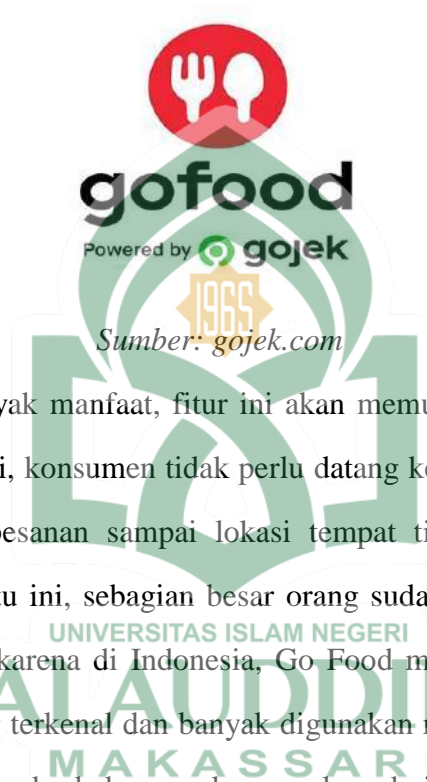 gofood
Powered by gojek
1965
Sumber: gojek.com
yak manfaat, fitur ini akan memu
i, konsumen tidak perlu datang ke
pesanan sampai lokasi tempat ti
tu ini, sebagian besar orang suda
UNIVERSITAS ISLAM NEGERI
karena di Indonesia, Go Food m
ALAUDDI
terkenal dan banyak digunakan
MAKASSAR